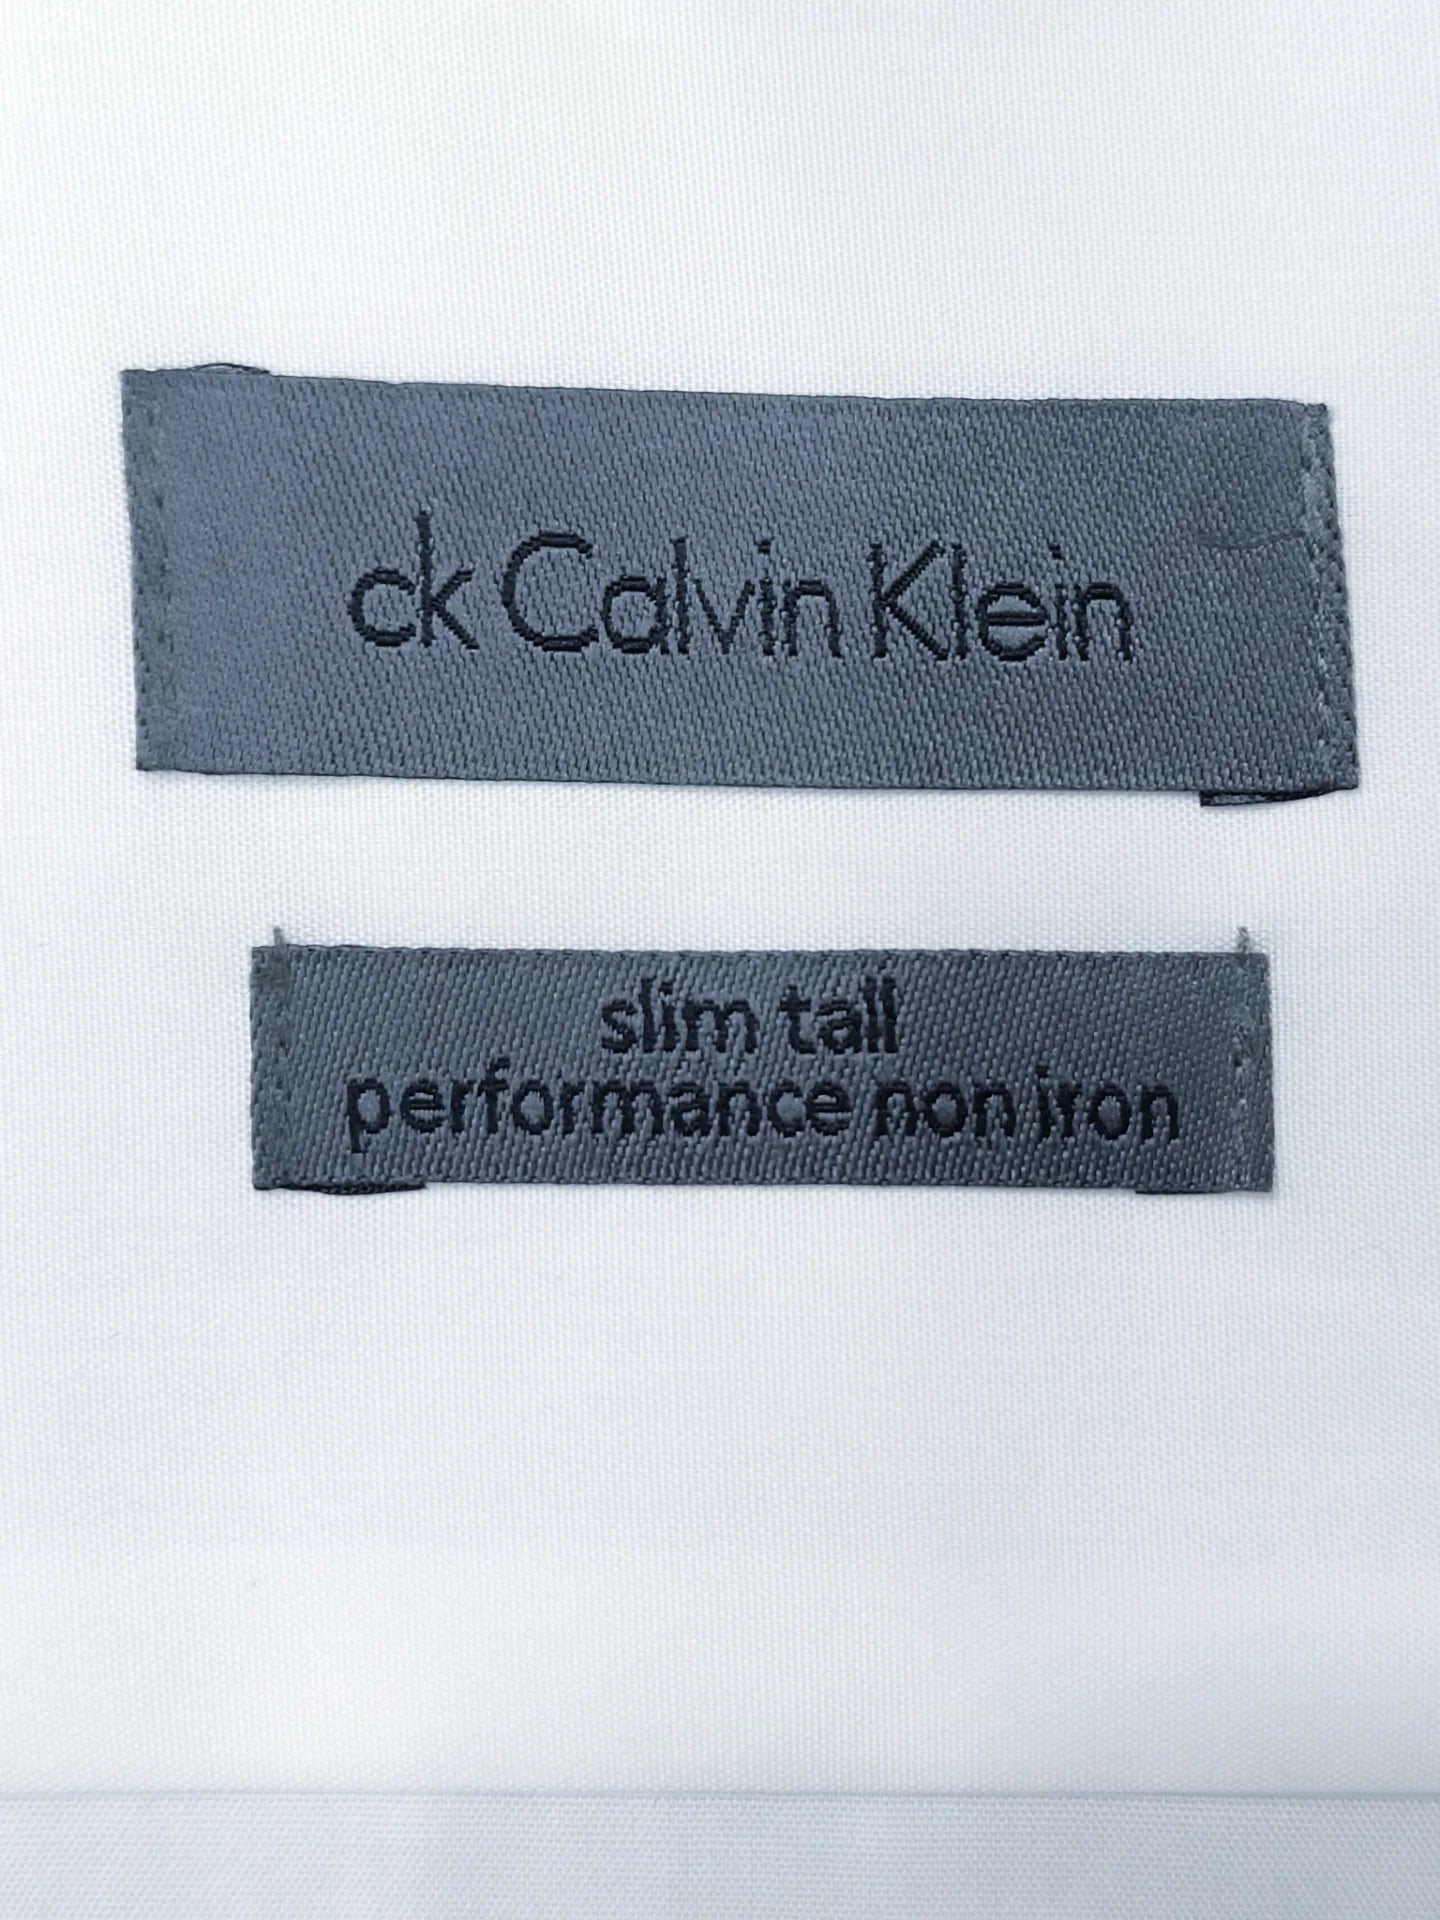 ck Calvin Klein
slim tall
performance non iron